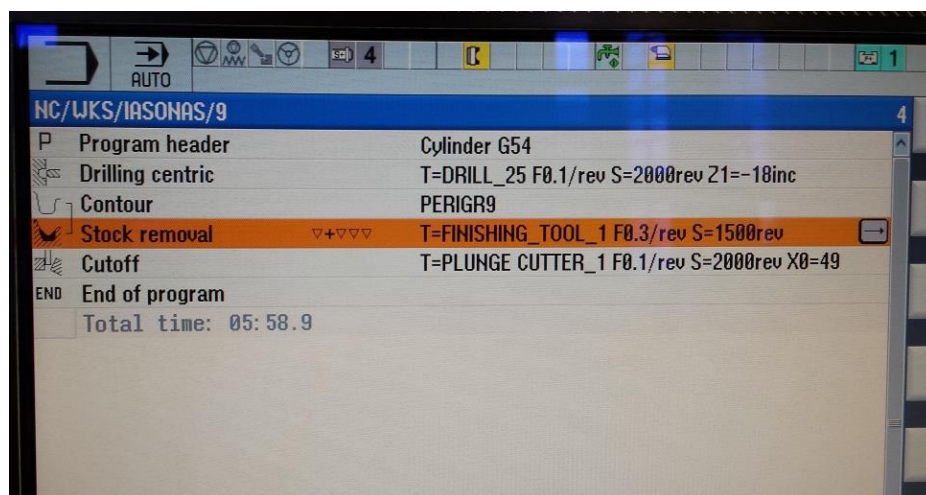 4
1
AUTO
NC/WKS/IASONAS/9 4
P Program header Cylinder G54
Drilling centric T=DRILL_25 F0.1/rev S=2000rev Z1=-18inc
Contour PERIGR9
Stock removal ▽+▽▽▽ T=FINISHING_TOOL_1 F0.3/rev S=1500rev
Cutoff T=PLUNGE CUTTER_1 F0.1/rev S=2000rev X0=49
END End of program
Total time: 05:58.9